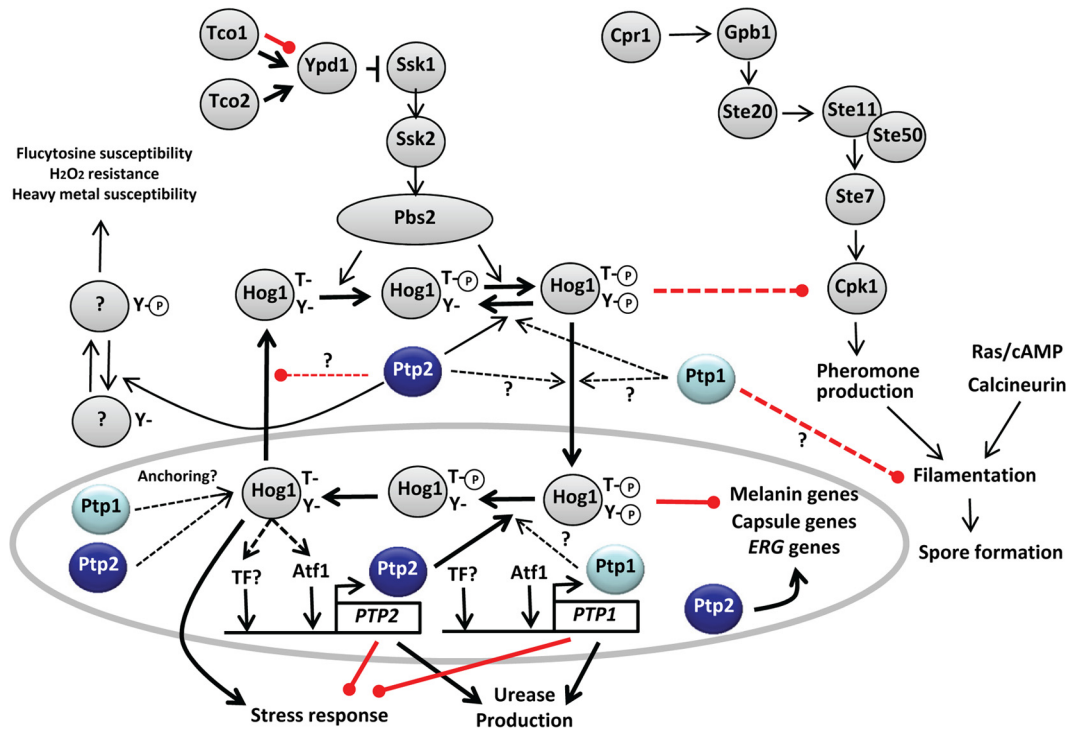 Tco1
Ypd1
Ssk1
Cpr1
Gpb1
Tco2
Ste20
Ste11
Ste50
Ssk2
Flucytosine susceptibility
H2O2 resistance
Heavy metal susceptibility
Ste7
Pbs2
?
Y-P
Hog1
T-
Y-
Hog1
T-P
Y-
Hog1
T-P
Y-P
Cpk1
?
Ptp2
?
?
Ptp1
Pheromone
production
Ras/cAMP
Calcineurin
?
Y-
?
Filamentation
Anchoring?
Ptp1
Hog1
T-
Y-
Hog1
T-P
Y-
Hog1
T-P
Y-P
Melanin genes
Capsule genes
ERG genes
Spore formation
?
Ptp2
TF?
Atf1
Ptp2
TF?
Atf1
Ptp1
Ptp2
PTP2
PTP1
Stress response
Urease
Production